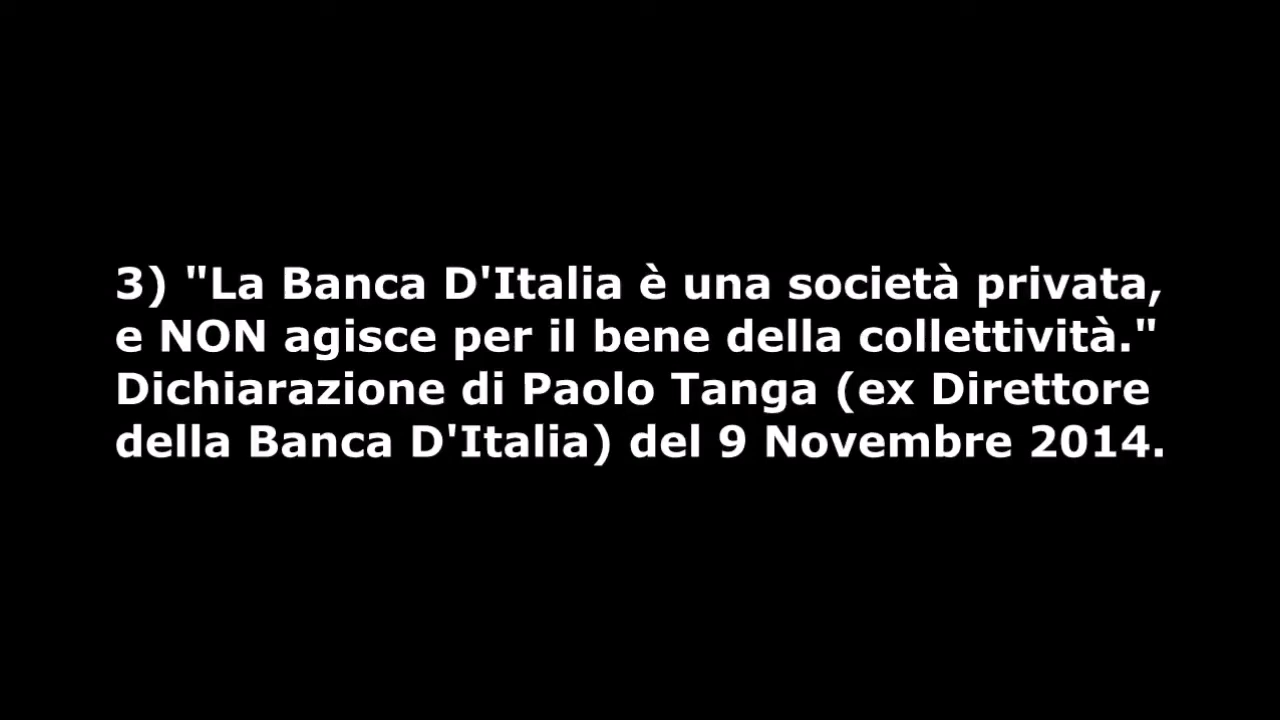 3) "La Banca D'Italia è una società privata,
e NON agisce per il bene della collettività."
Dichiarazione di Paolo Tanga (ex Direttore
della Banca D'Italia) del 9 Novembre 2014.